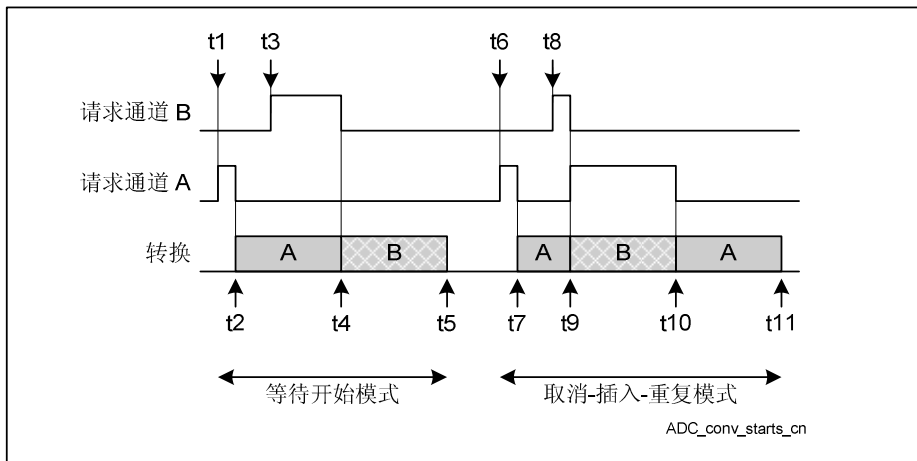 t1 t3 t6 t8
请求通道 B
请求通道 A
转换 A B A B A
t2 t4 t5 t7 t9 t10 t11
等待开始模式 取消-插入-重复模式
ADC_conv_starts_cn